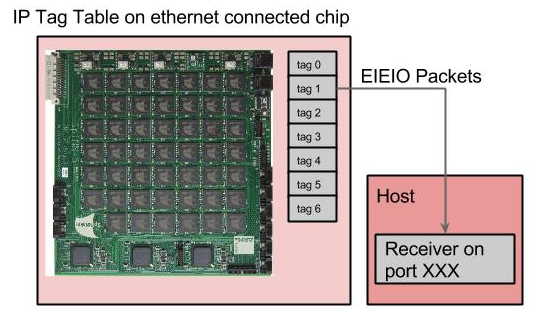 IP Tag Table on ethernet connected chip
tag 0
tag 1
tag 2
tag 3
tag 4
tag 5
tag 6
EIEIO Packets
Host
Receiver on
port XXX